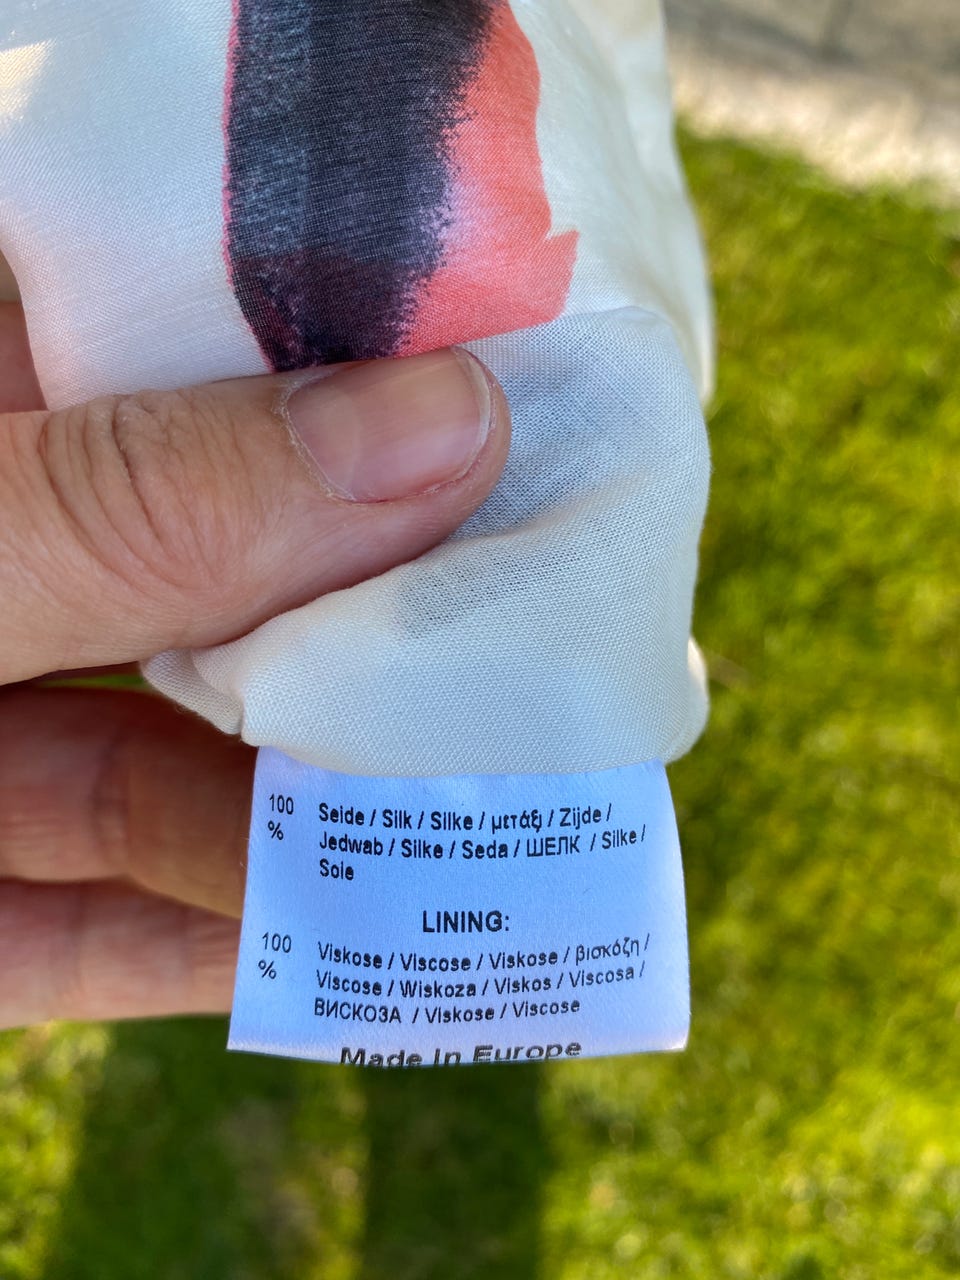 100 Seide / Silk / Silke / μετάξι / Zijde /
% Jedwab / Silke / Seda / ШЕЛК / Silke /
Soie
LINING:
100 Viskose / Viscose / Viskose / βισκόζη /
% Viscose / Wiskoza / Viskos / Viscosa /
ВИСКОЗА / Viskose / Viscose
Made In Europe